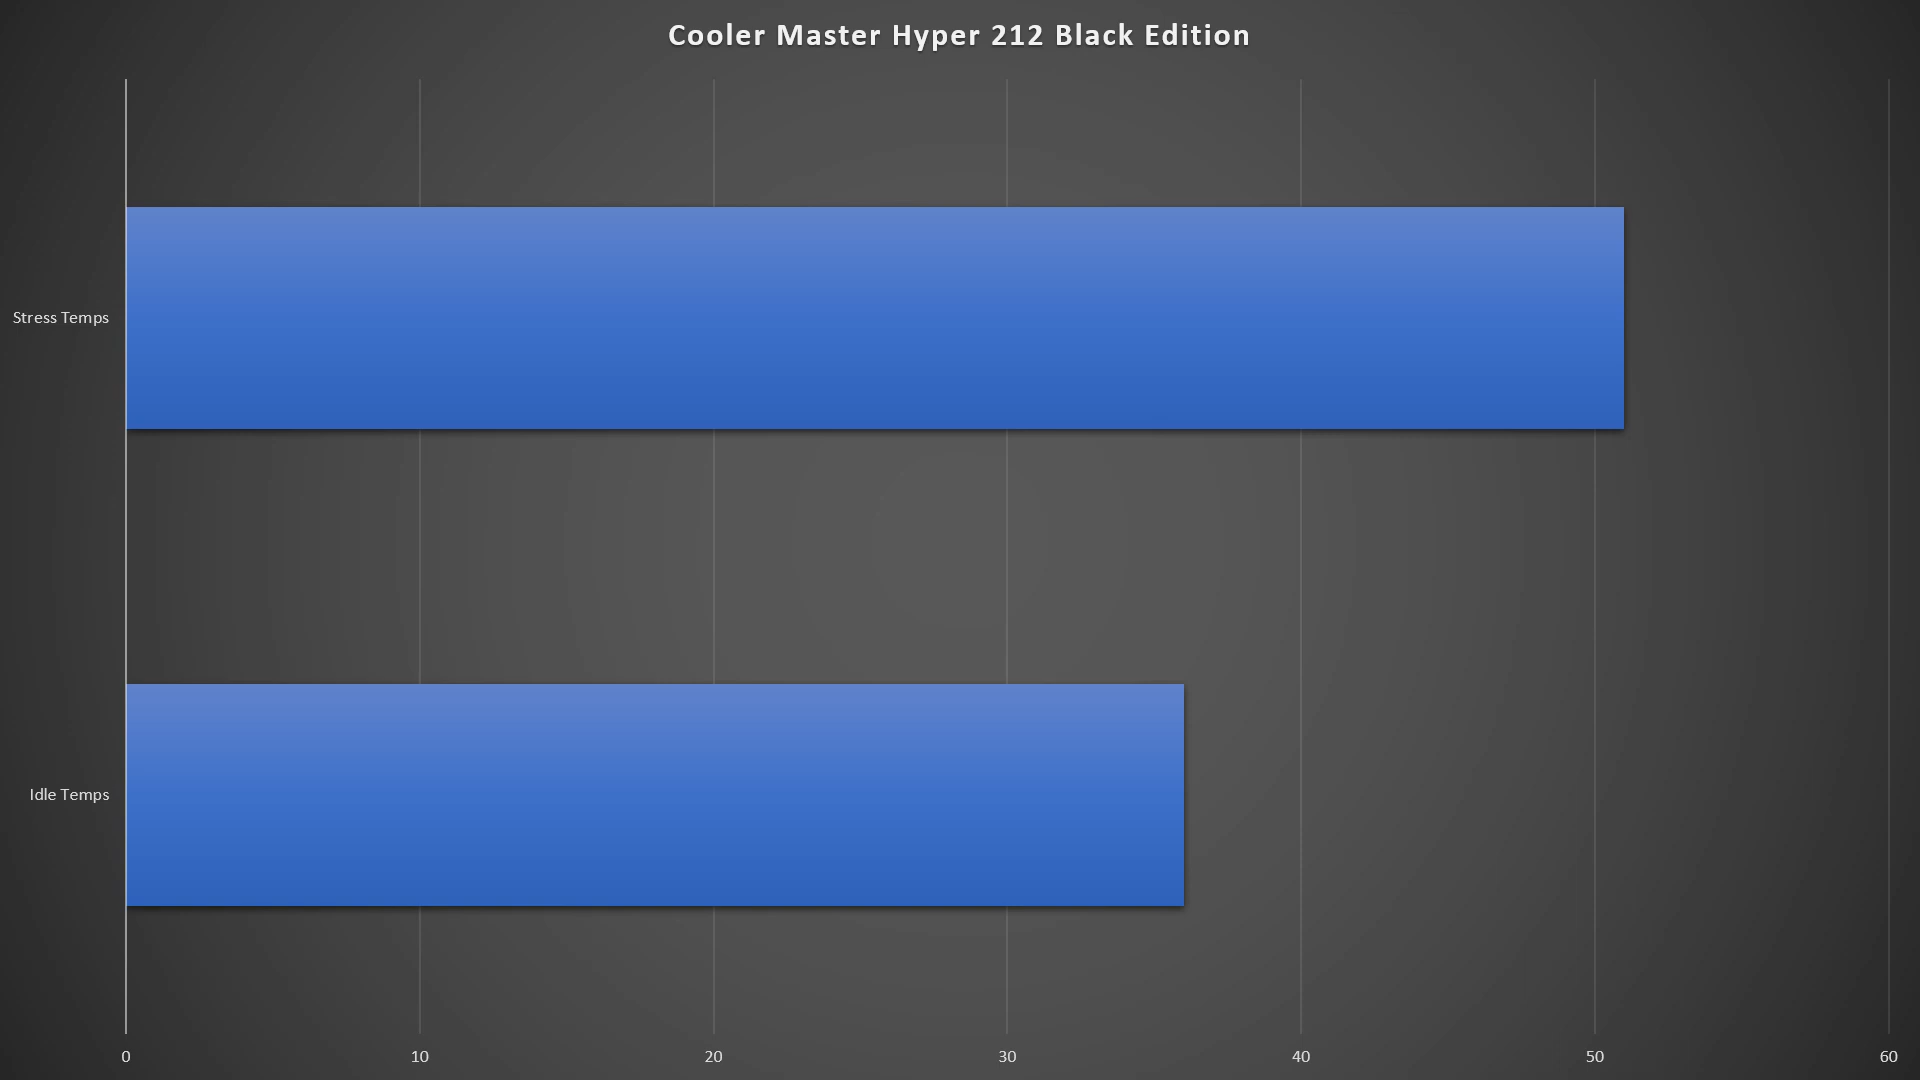 Cooler Master Hyper 212 Black Edition
Stress Temps
Idle Temps
0 10 20 30 40 50 60